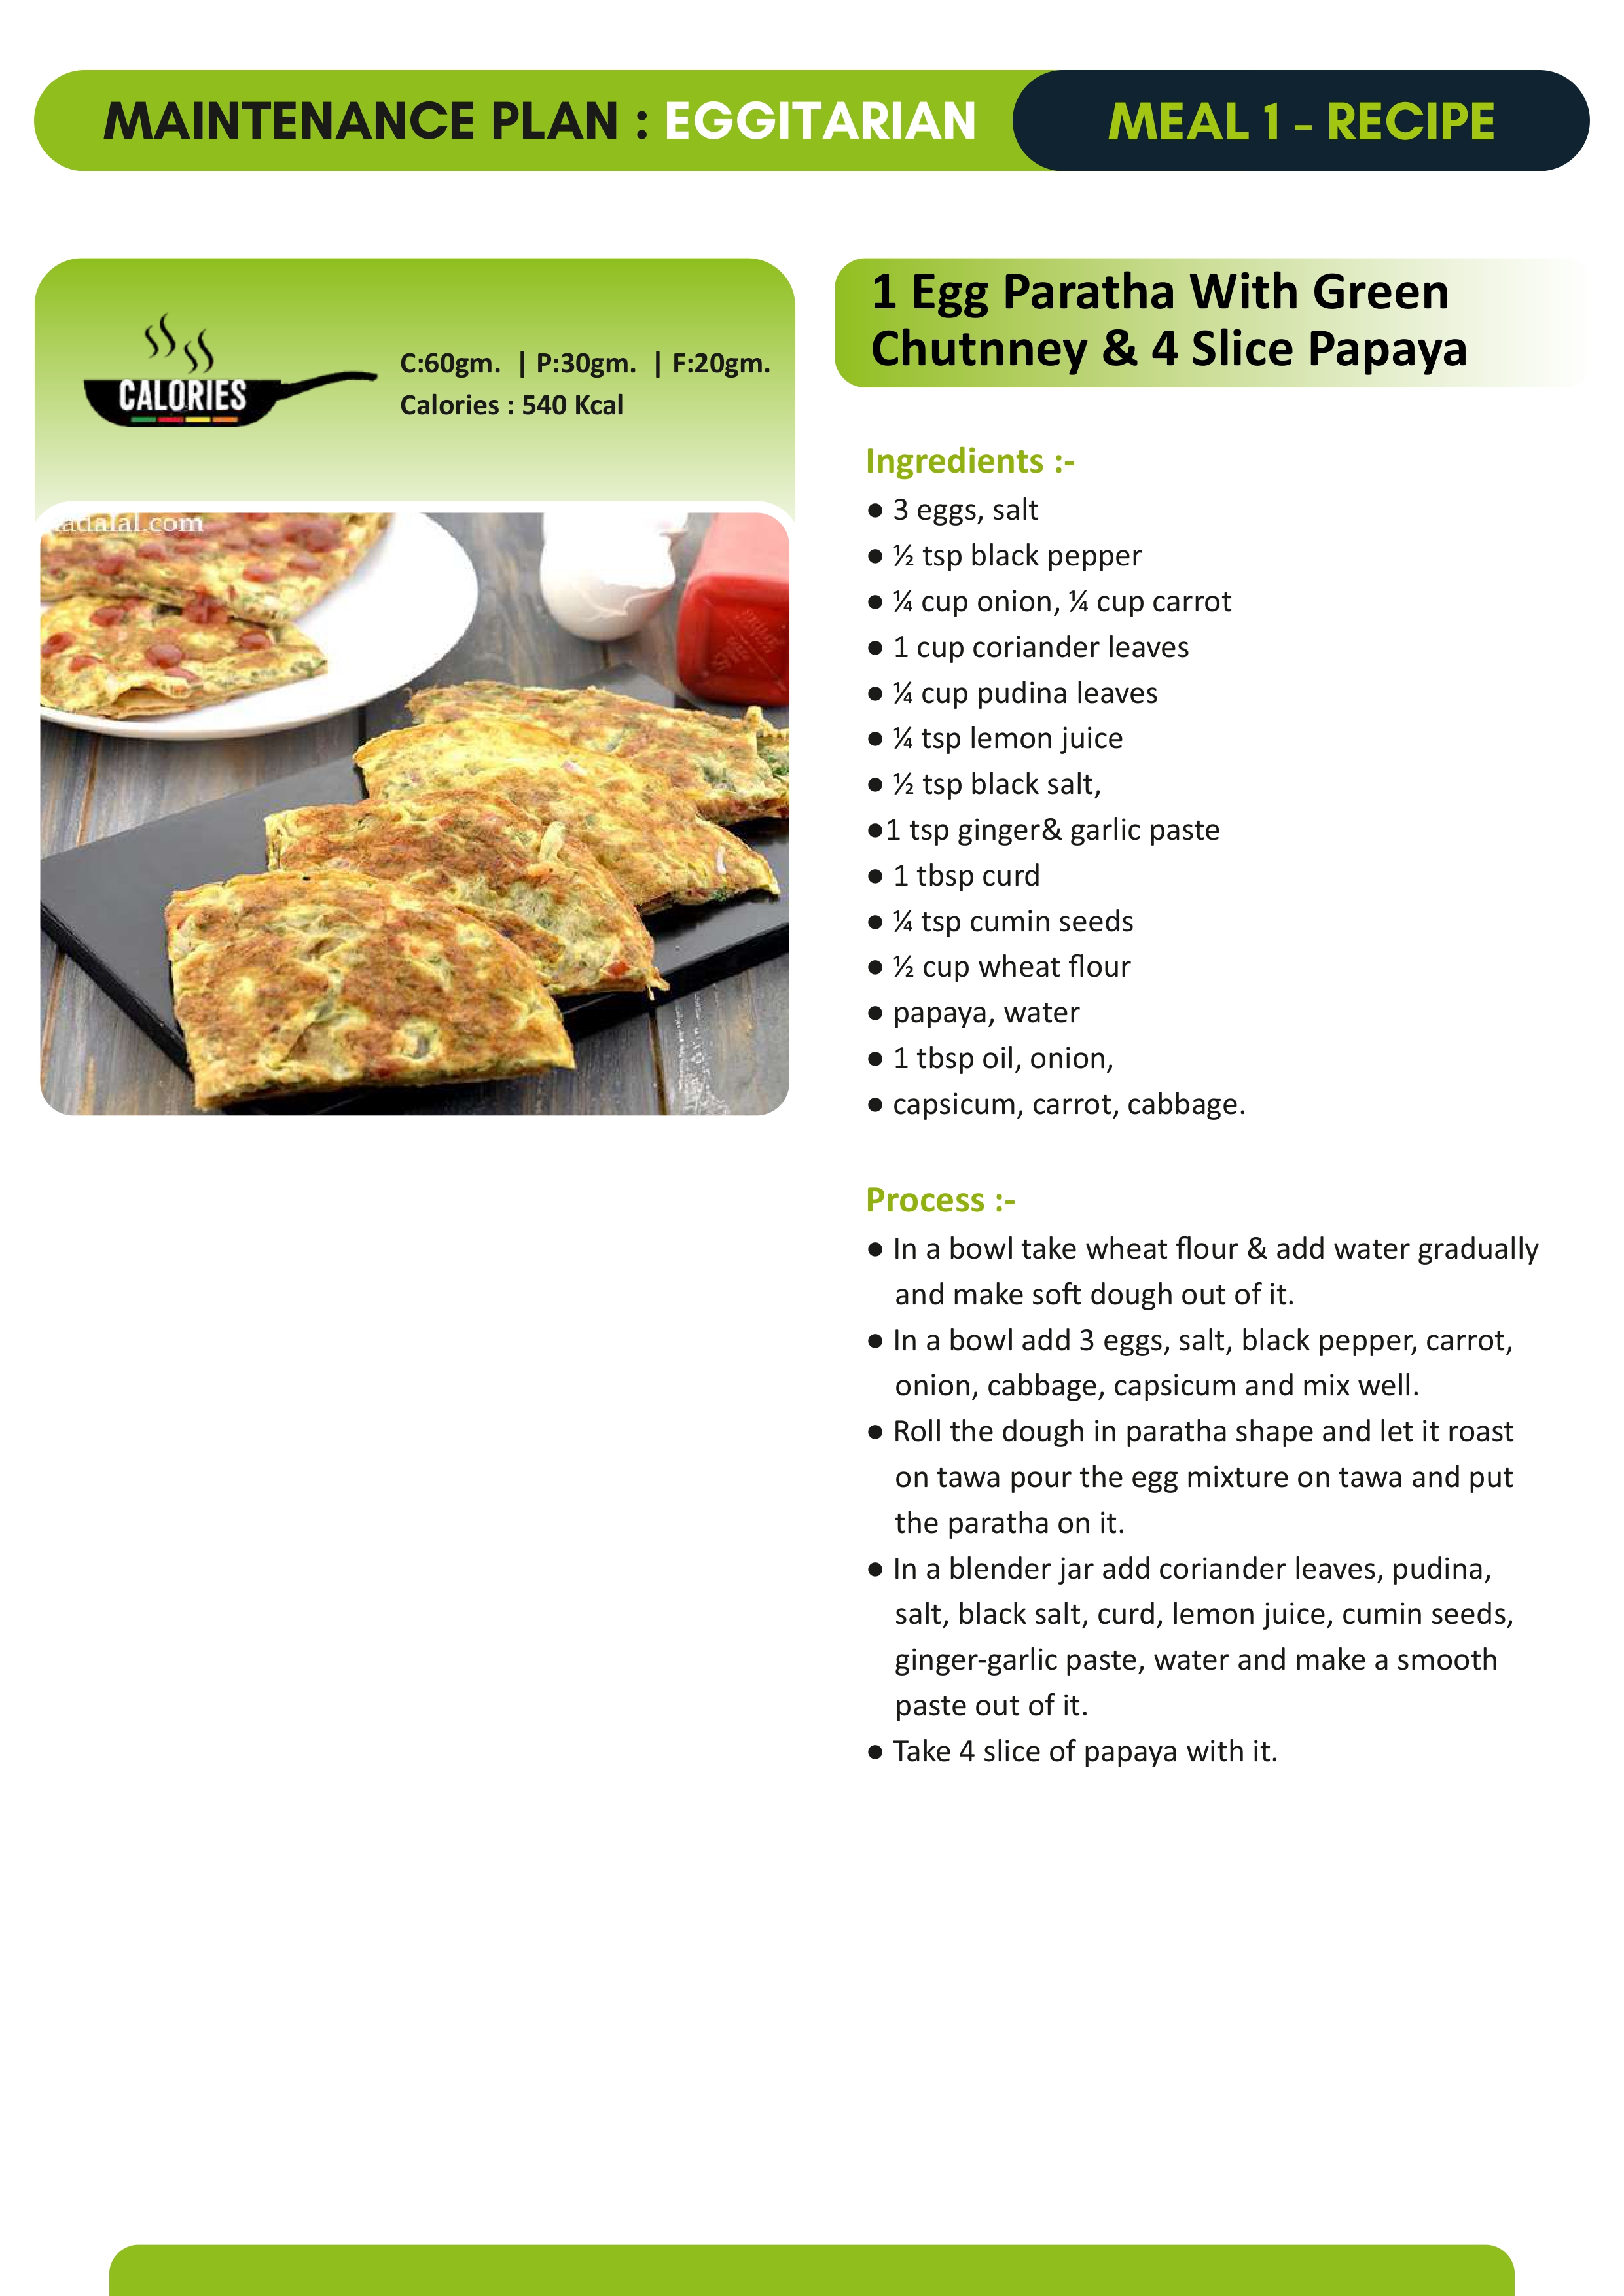 MAINTENANCE PLAN : EGGITARIAN
MEAL 1 - RECIPE
CALORIES
C:60gm. | P:30gm. | F:20gm.
Calories : 540 Kcal
adalal.com
1 Egg Paratha With Green
Chutnney & 4 Slice Papaya
Ingredients :-
● 3 eggs, salt
● ½ tsp black pepper
● ¼ cup onion, ¼ cup carrot
● 1 cup coriander leaves
● ¼ cup pudina leaves
● ¼ tsp lemon juice
● ½ tsp black salt,
●1 tsp ginger& garlic paste
● 1 tbsp curd
● ¼ tsp cumin seeds
● ½ cup wheat flour
● papaya, water
● 1 tbsp oil, onion,
● capsicum, carrot, cabbage.
Process :-
● In a bowl take wheat flour & add water gradually
and make soft dough out of it.
● In a bowl add 3 eggs, salt, black pepper, carrot,
onion, cabbage, capsicum and mix well.
● Roll the dough in paratha shape and let it roast
on tawa pour the egg mixture on tawa and put
the paratha on it.
● In a blender jar add coriander leaves, pudina,
salt, black salt, curd, lemon juice, cumin seeds,
ginger-garlic paste, water and make a smooth
paste out of it.
● Take 4 slice of papaya with it.